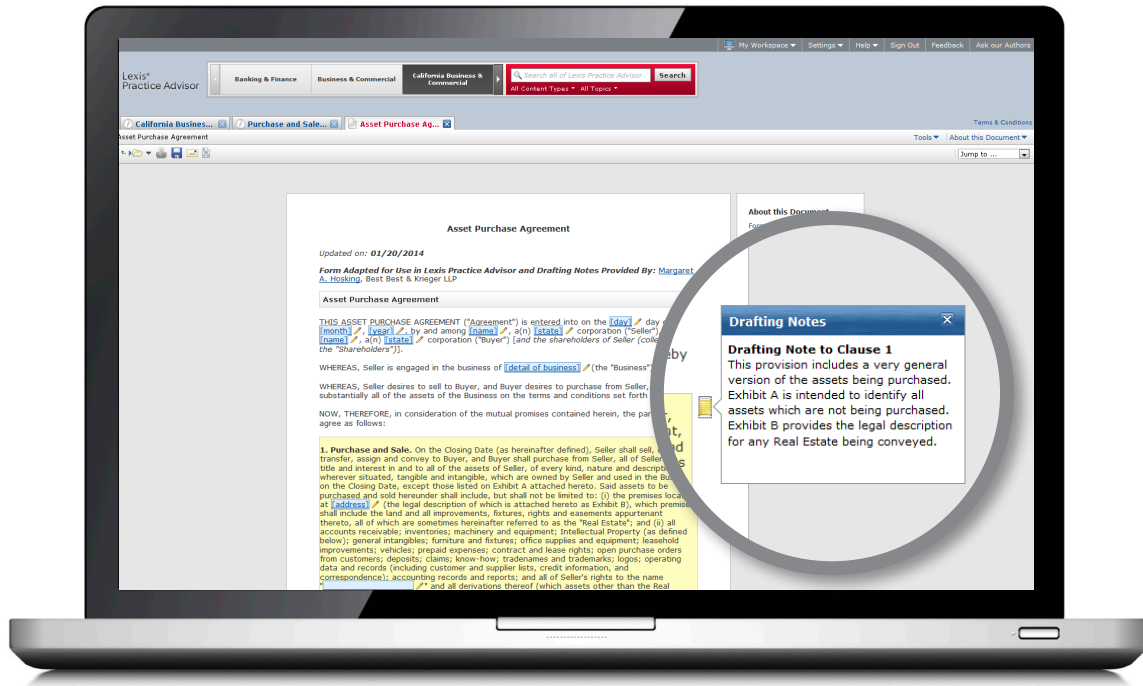 My Workspace ▾ Settings ▾ Help ▾ Sign Out Feedback Ask our Authors
Lexis®
Practice Advisor
Banking & Finance Business & Commercial California Business &
Commercial
Search all of Lexis Practice Advisor Search
All Content Types ▾ All Topics ▾
California Busines... Purchase and Sale... Asset Purchase Ag...
Terms & Conditions
Asset Purchase Agreement Tools ▾ About this Document ▾
Jump to ...
About this Document
Asset Purchase Agreement
Updated on: 01/20/2014
Form Adapted for Use in Lexis Practice Advisor and Drafting Notes Provided By: Margaret
A. Hosking, Best Best & Krieger LLP
Asset Purchase Agreement
THIS ASSET PURCHASE AGREEMENT ("Agreement") is entered into on the [day] day
[month], [year], by and among [name], a(n) [state] corporation ("Seller")
[name], a(n) [state] corporation ("Buyer") [and the shareholders of Seller
the "Shareholders")].
WHEREAS, Seller is engaged in the business of [detail of business] (the "Business")
WHEREAS, Seller desires to sell to Buyer, and Buyer desires to purchase from Seller,
substantially all of the assets of the Business on the terms and conditions set forth
NOW, THEREFORE, in consideration of the mutual promises contained herein, the
agree as follows:
1. Purchase and Sale. On the Closing Date (as hereinafter defined), Seller shall sell,
transfer, assign and convey to Buyer, and Buyer shall purchase from Seller, all of
title and interest in and to all of the assets of Seller, of every kind, nature and
wherever situated, tangible and intangible, which are owned by Seller and used in the
on the Closing Date, except those listed on Exhibit A attached hereto. Said assets to be
purchased and sold hereunder shall include, but shall not be limited to: (i) the premises
at [address] (the legal description of which is attached hereto as Exhibit B), which
shall include the land and all improvements, fixtures, rights and easements appurtenant
thereto, all of which are sometimes hereinafter referred to as the "Real Estate"; and (ii) all
accounts receivable; inventories; machinery and equipment; Intellectual Property (as defined
below); general intangibles; furniture and fixtures; office supplies and equipment; leasehold
improvements; vehicles; prepaid expenses; contract and lease rights; open purchase orders
from customers; deposits; claims; know-how; tradenames and trademarks; logos; operating
data and records (including customer and supplier lists, credit information, and
correspondence); accounting records and reports; and all of Seller's rights to the name
" " and all derivations thereof (which assets other than the Real
Drafting Notes
Drafting Note to Clause 1
This provision includes a very general
version of the assets being purchased.
Exhibit A is intended to identify all
assets which are not being purchased.
Exhibit B provides the legal description
for any Real Estate being conveyed.